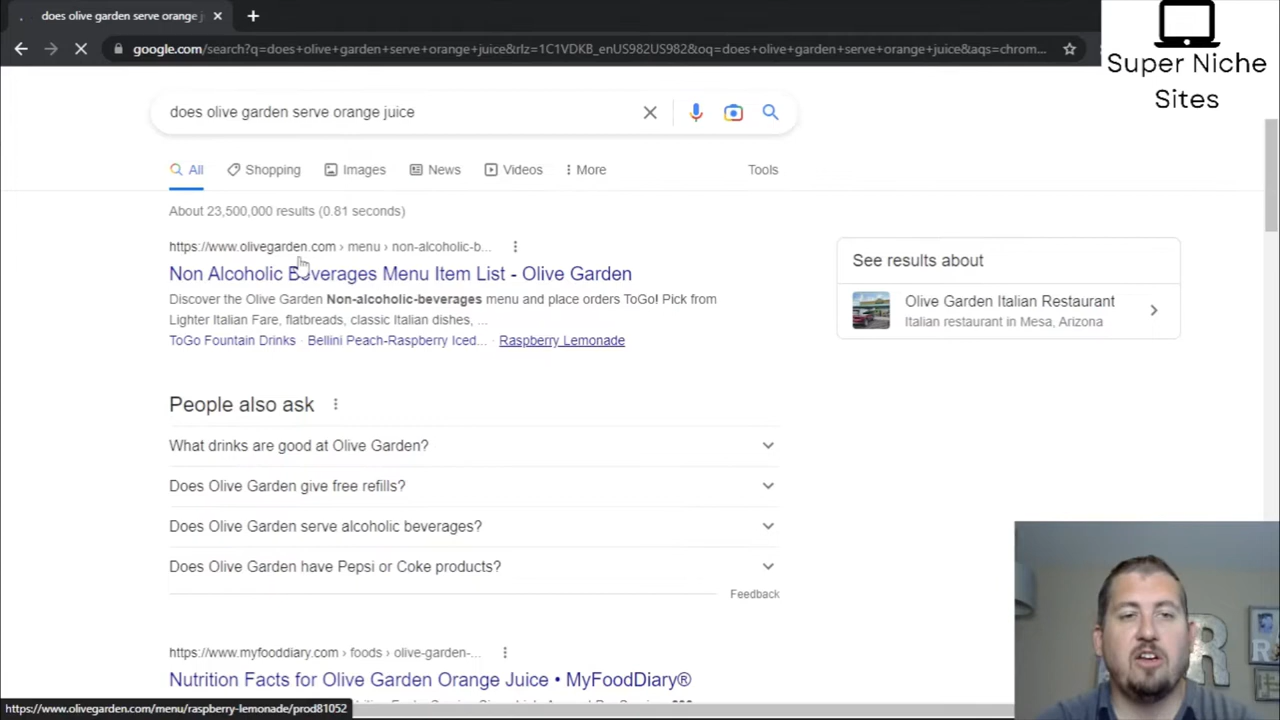 does olive garden serve orange j
google.com/search?q=does+olive+garden+serve+orange+juice&rlz=1C1VDKB_enUS982US982&oq=does+olive+garden+serve+orange+juice&aqs=chrom...
Super Niche
Sites
does olive garden serve orange juice
All
Shopping
Images
News
Videos
More
Tools
About 23,500,000 results (0.81 seconds)
https://www.olivegarden.com › menu › non-alcoholic-b...
Non Alcoholic Beverages Menu Item List - Olive Garden
Discover the Olive Garden Non-alcoholic-beverages menu and place orders ToGo! Pick from
Lighter Italian Fare, flatbreads, classic Italian dishes, ...
ToGo Fountain Drinks · Bellini Peach-Raspberry Iced... · Raspberry Lemonade
See results about
Olive Garden Italian Restaurant
Italian restaurant in Mesa, Arizona
People also ask
What drinks are good at Olive Garden?
Does Olive Garden give free refills?
Does Olive Garden serve alcoholic beverages?
Does Olive Garden have Pepsi or Coke products?
Feedback
https://www.myfooddiary.com › foods › olive-garden-...
Nutrition Facts for Olive Garden Orange Juice • MyFoodDiary®
https://www.olivegarden.com/menu/raspberry-lemonade/prod81052
R
R